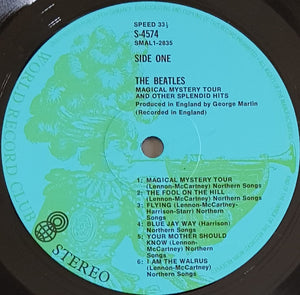 SPEED 33⅓
S-4574
SMAL1-2835
SIDE ONE
THE BEATLES
MAGICAL MYSTERY TOUR
AND OTHER SPLENDID HITS
Produced in England by George Martin
(Recorded in England)
1: MAGICAL MYSTERY TOUR
(Lennon-McCartney) Northern Songs
2: THE FOOL ON THE HILL
(Lennon-McCartney) Northern Songs
3: FLYING (Lennon-McCartney-
Harrison-Starr) Northern Songs
4: BLUE JAY WAY (Harrison)
Northern Songs
5: YOUR MOTHER SHOULD
KNOW (Lennon-McCartney)
Northern Songs
6: I AM THE WALRUS
(Lennon-McCartney) Northern Songs
STEREO
WORLD RECORD